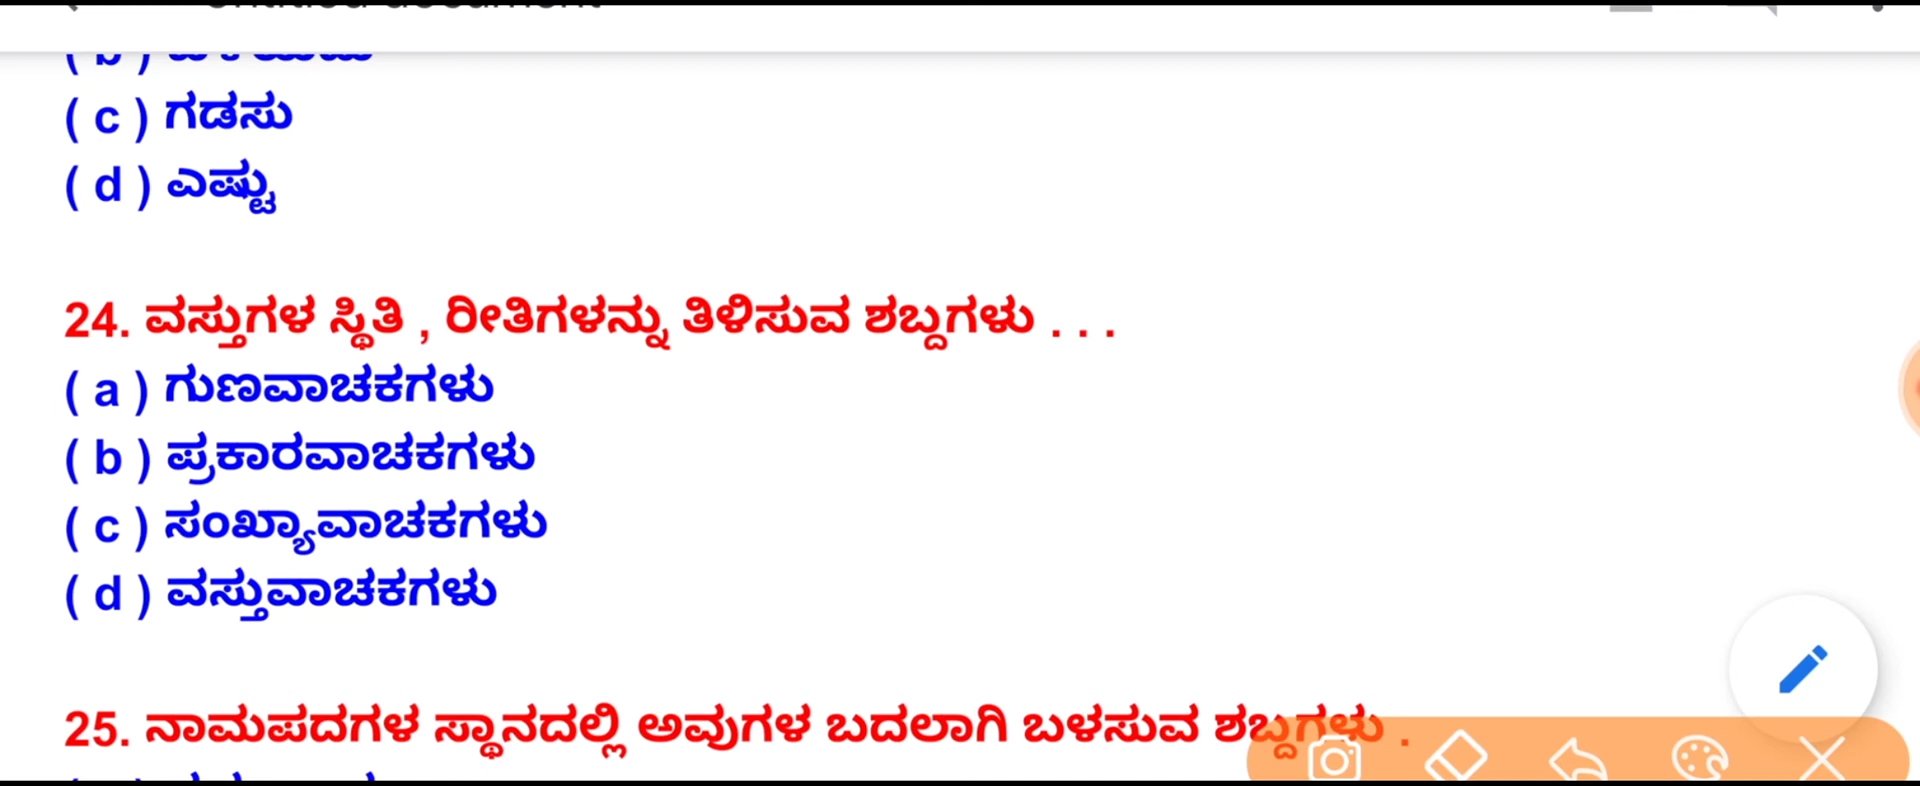 ( c ) ಗಡಸು
( d ) ಎಷ್ಟು
24. ವಸ್ತುಗಳ ಸ್ಥಿತಿ , ರೀತಿಗಳನ್ನು ತಿಳಿಸುವ ಶಬ್ದಗಳು . . .
( a ) ಗುಣವಾಚಕಗಳು
( b ) ಪ್ರಕಾರವಾಚಕಗಳು
( c ) ಸಂಖ್ಯಾವಾಚಕಗಳು
( d ) ವಸ್ತುವಾಚಕಗಳು
25. ನಾಮಪದಗಳ ಸ್ಥಾನದಲ್ಲಿ ಅವುಗಳ ಬದಲಾಗಿ ಬಳಸುವ ಶಬ್ದಗಳು .